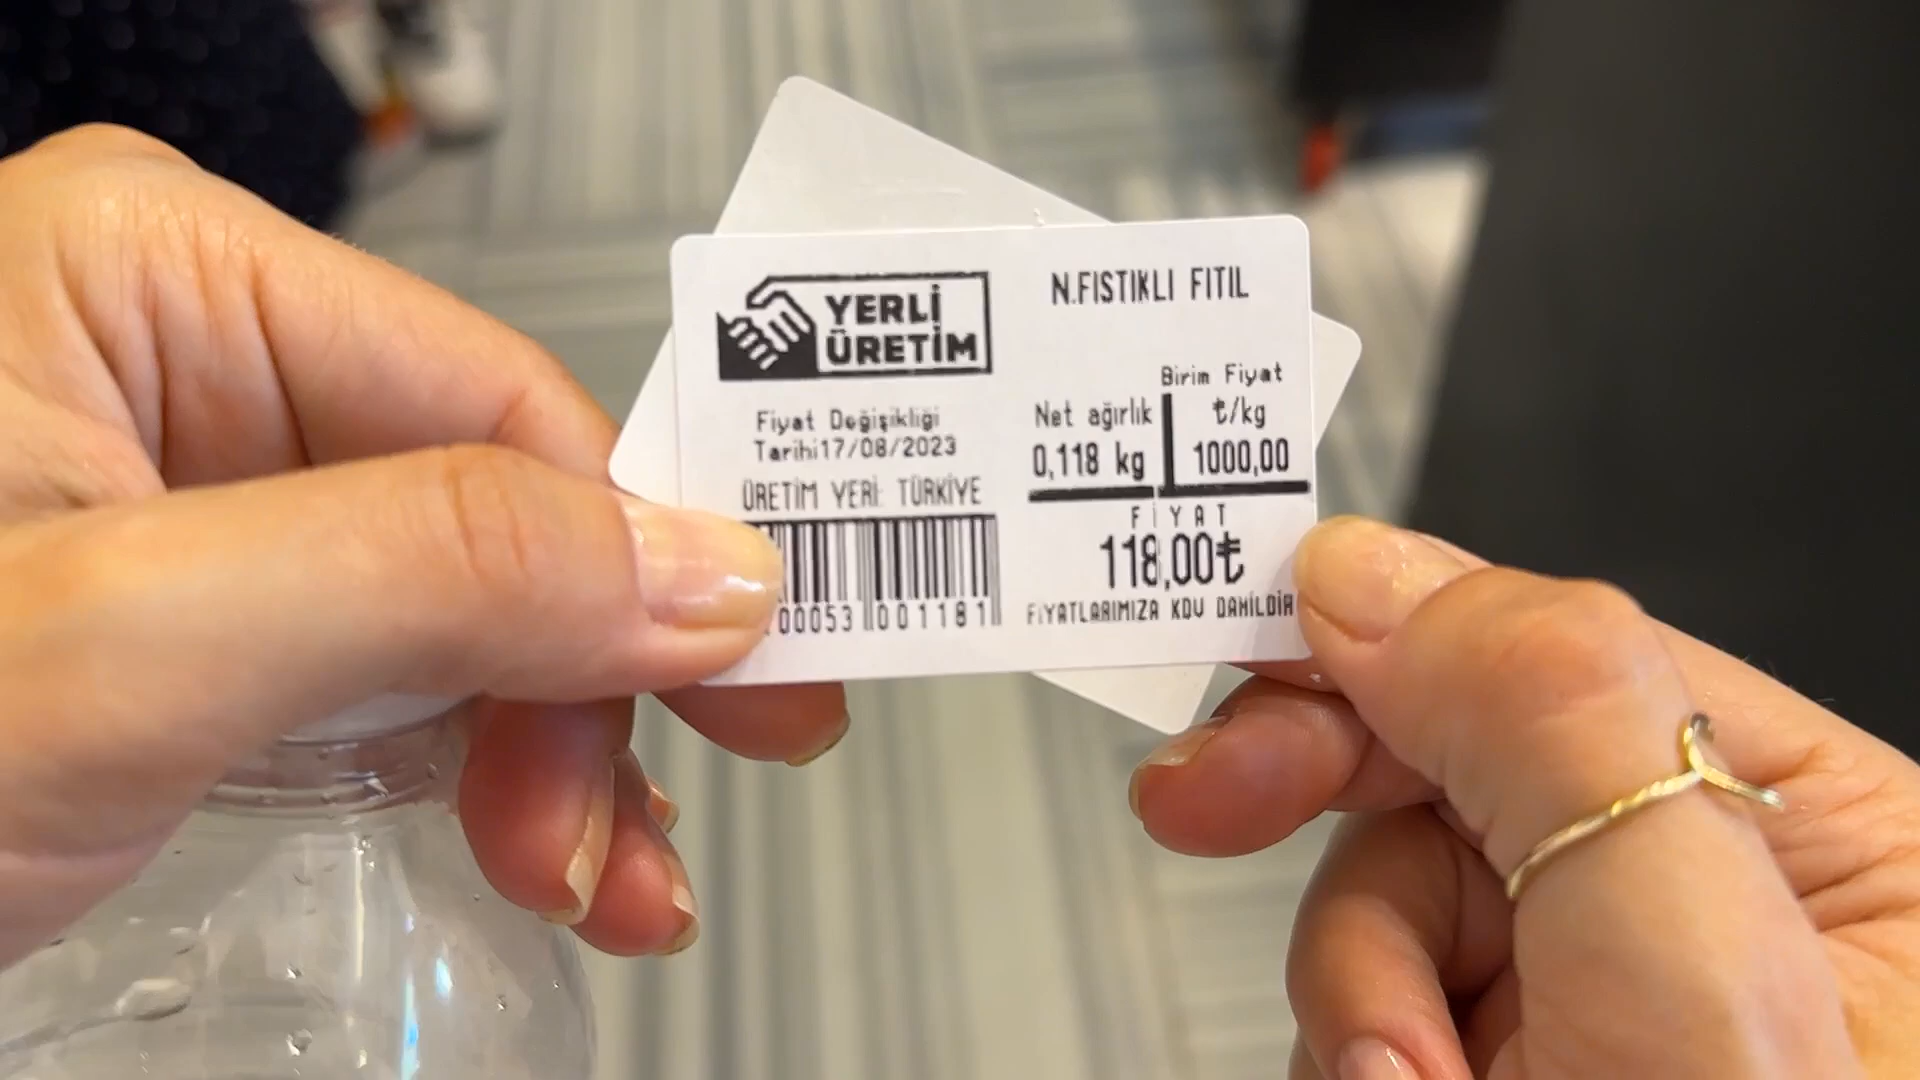 YERLİ
ÜRETİM
N.FISTIKLI FITIL
Fiyat Değişikliği
Tarihi17/08/2023
ÜRETİM YERİ: TÜRKİYE
Birim Fiyat
Net ağırlık
₺/kg
0,118 kg
1000,00
FİYAT
118,00₺
FİYATLARIMIZA KDV DAHİLDİR
00053 001181